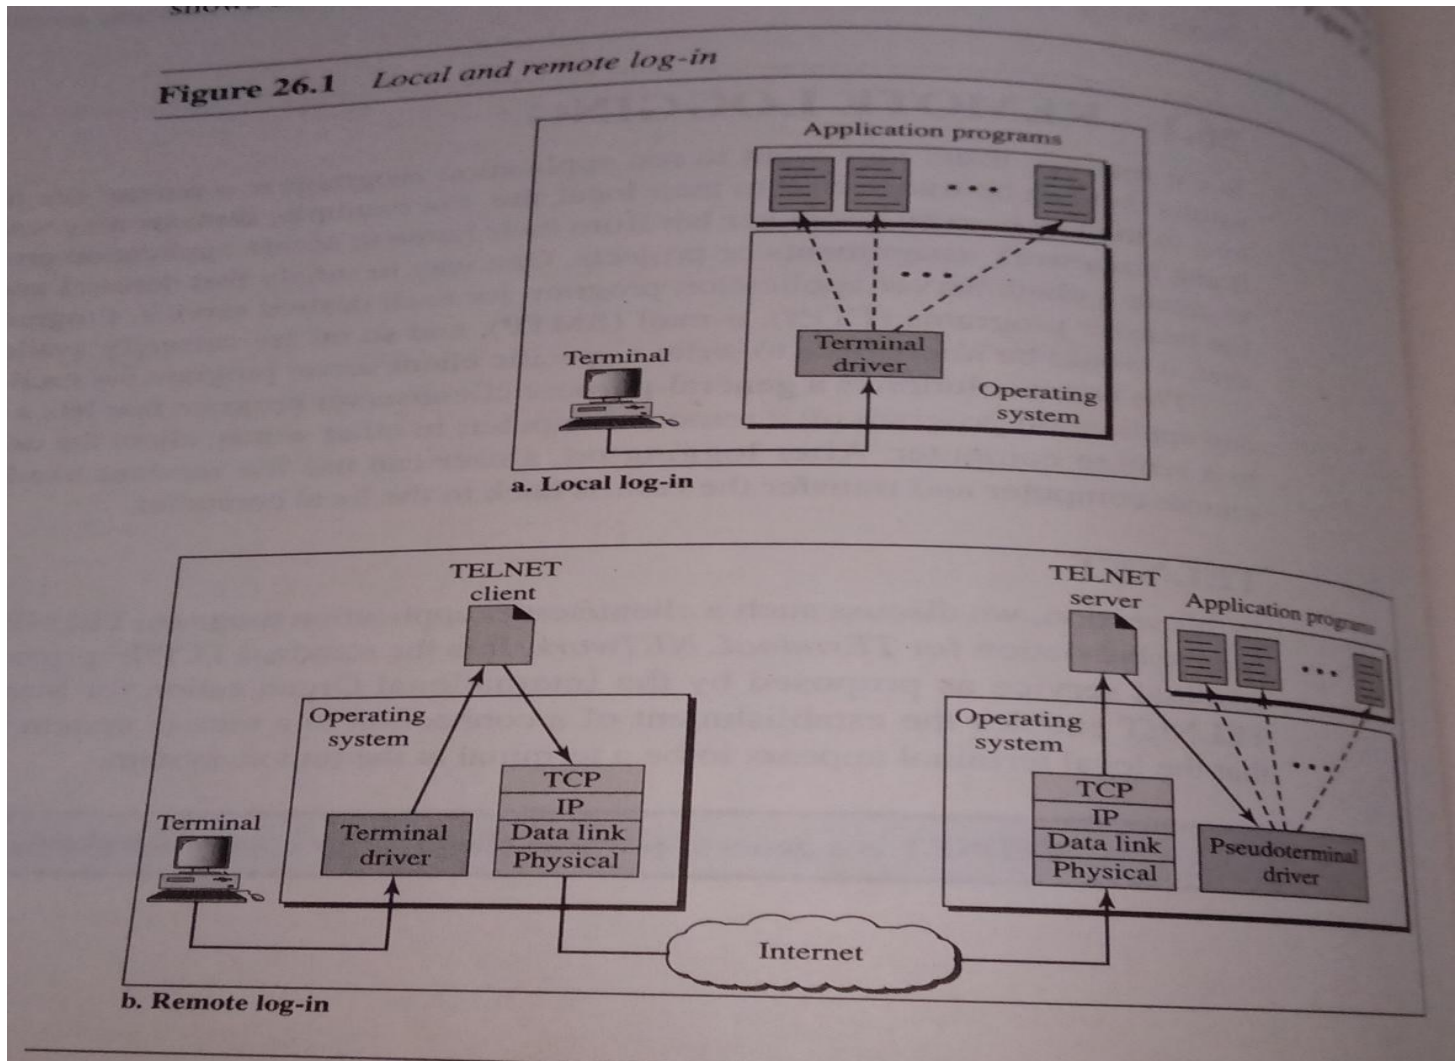 shows
Figure 26.1 Local and remote log-in
Application programs
Terminal
Terminal
driver
Operating
system
a. Local log-in
TELNET
client
TELNET
server
Application programs
Operating
system
Operating
system
TCP
IP
Data link
Physical
TCP
IP
Data link
Physical
Terminal
Terminal
driver
Pseudoterminal
driver
Internet
b. Remote log-in